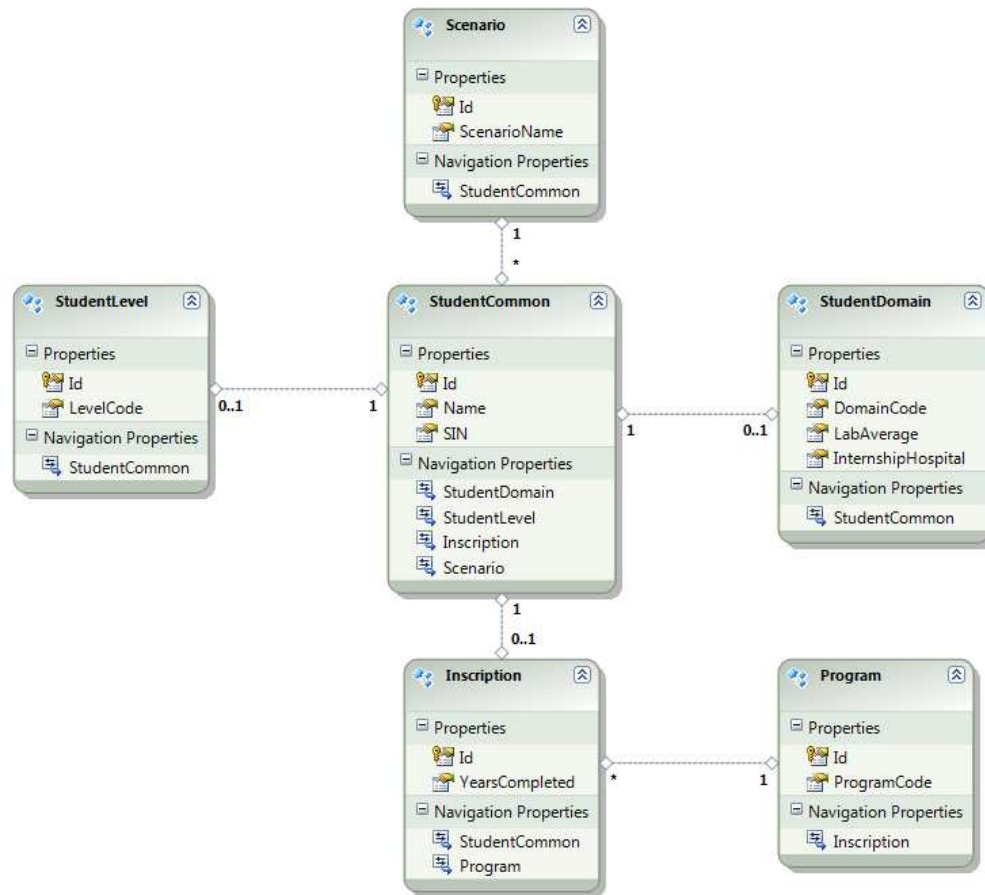 Scenario
Properties
Id
ScenarioName
Navigation Properties
StudentCommon
1
*
StudentLevel
Properties
Id
LevelCode
Navigation Properties
StudentCommon
0..1
1
StudentCommon
Properties
Id
Name
SIN
Navigation Properties
StudentDomain
StudentLevel
Inscription
Scenario
1
0..1
StudentDomain
Properties
Id
DomainCode
LabAverage
InternshipHospital
Navigation Properties
StudentCommon
1
0..1
Inscription
Properties
Id
YearsCompleted
Navigation Properties
StudentCommon
Program
*
1
Program
Properties
Id
ProgramCode
Navigation Properties
Inscription